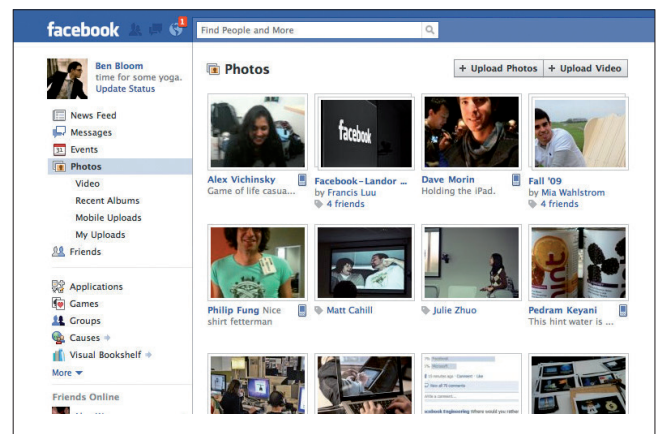 facebook
1
Find People and More
Ben Bloom
time for some yoga.
Update Status
News Feed
Messages
31
Events
Photos
Video
Recent Albums
Mobile Uploads
My Uploads
Friends
Applications
Games
Groups
Causes
Visual Bookshelf
More
Friends Online
Photos
+ Upload Photos
+ Upload Video
facebook
Alex Vichinsky
Game of life casua...
Facebook-Landor ...
by Francis Luu
4 friends
Dave Morin
Holding the iPad.
Fall '09
by Mia Wahlstrom
4 friends
hint
Philip Fung Nice
shirt fetterman
Matt Cahill
Julie Zhuo
Pedram Keyani
This hint water is ...